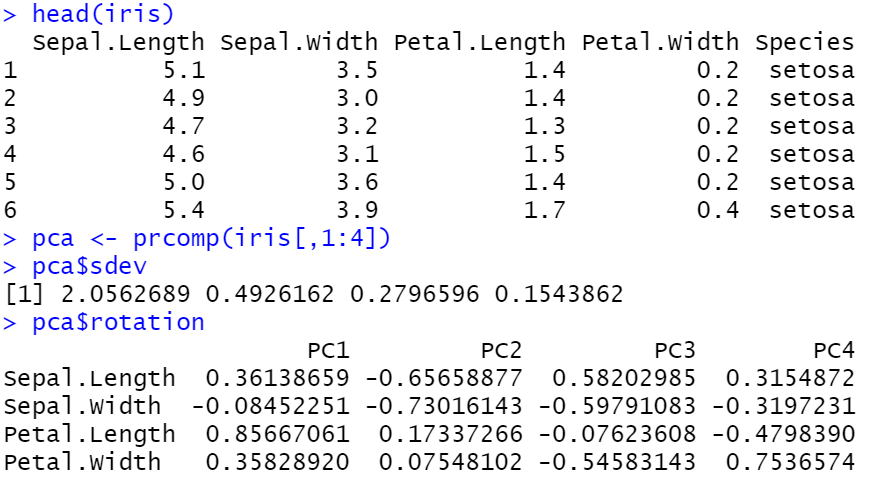 > head(iris)
  Sepal.Length Sepal.Width Petal.Length Petal.Width Species
1          5.1         3.5          1.4         0.2  setosa
2          4.9         3.0          1.4         0.2  setosa
3          4.7         3.2          1.3         0.2  setosa
4          4.6         3.1          1.5         0.2  setosa
5          5.0         3.6          1.4         0.2  setosa
6          5.4         3.9          1.7         0.4  setosa
> pca <- prcomp(iris[,1:4])
> pca$sdev
[1] 2.0562689 0.4926162 0.2796596 0.1543862
> pca$rotation
                     PC1         PC2         PC3        PC4
Sepal.Length  0.36138659 -0.65658877  0.58202985  0.3154872
Sepal.Width  -0.08452251 -0.73016143 -0.59791083 -0.3197231
Petal.Length  0.85667061  0.17337266 -0.07623608 -0.4798390
Petal.Width   0.35828920  0.07548102 -0.54583143  0.7536574